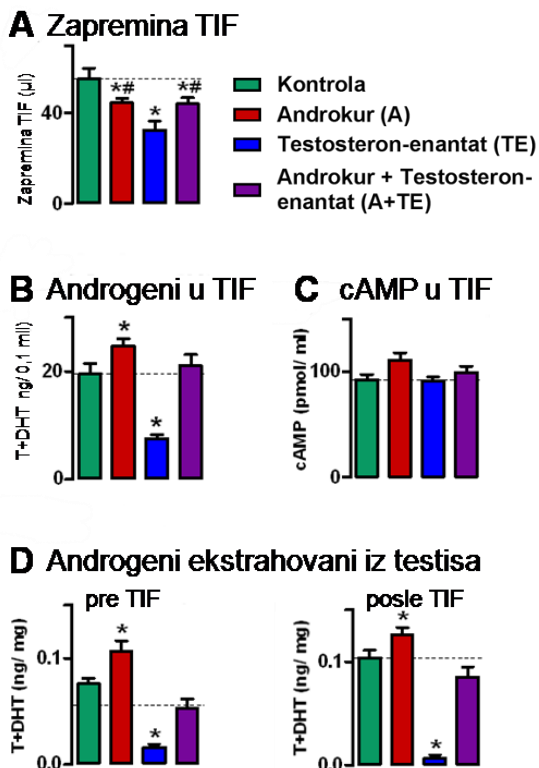 A Zapremina TIF
Zapremina TIF (µl)
40
0
*#
*
*#
Kontrola
Androkur (A)
Testosteron-enantat (TE)
Androkur + Testosteron-
enantat (A+TE)
B Androgeni u TIF
T+DHT ng/ 0,1 mll)
20
0
*
*
C cAMP u TIF
cAMP (pmol/ ml)
100
0
D Androgeni ekstrahovani iz testisa
pre TIF
T+DHT (ng/ mg)
0.1
0.0
*
*
posle TIF
T+DHT (ng/ mg)
0.1
0.0
*
*